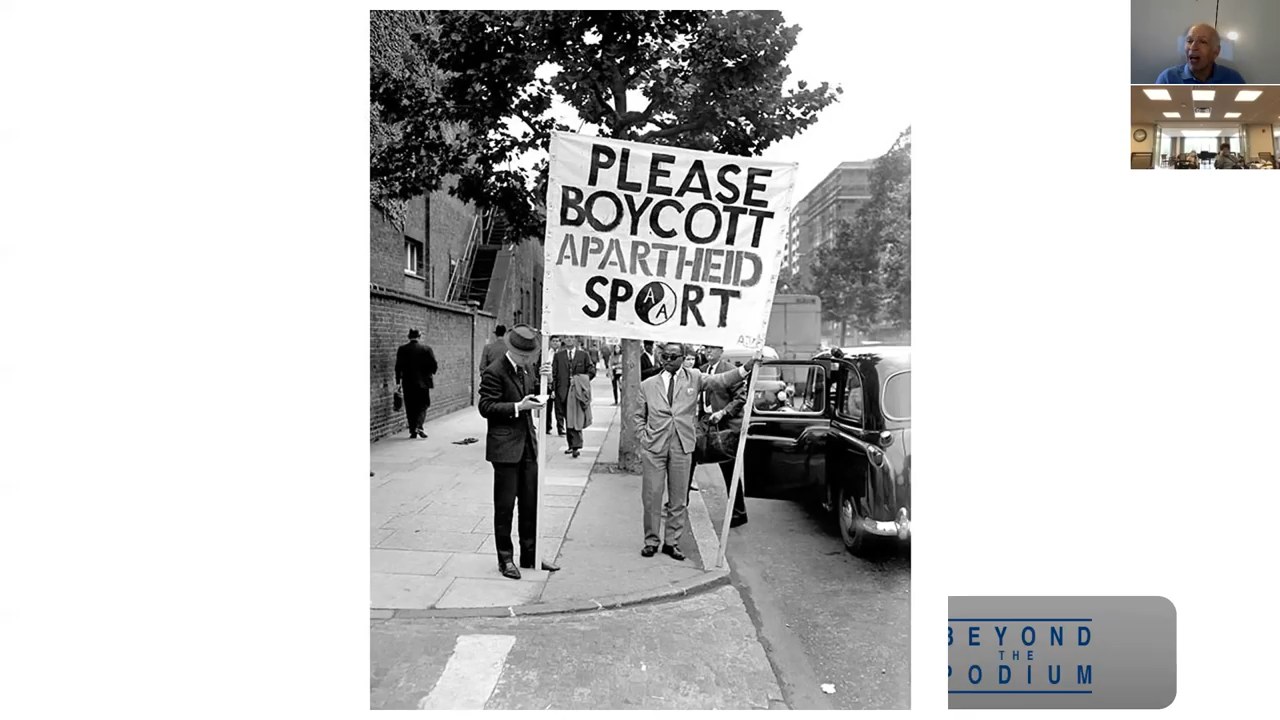 PLEASE
BOYCOTT
APARTHEID
SPORT
AA
BEYOND
THE
PODIUM